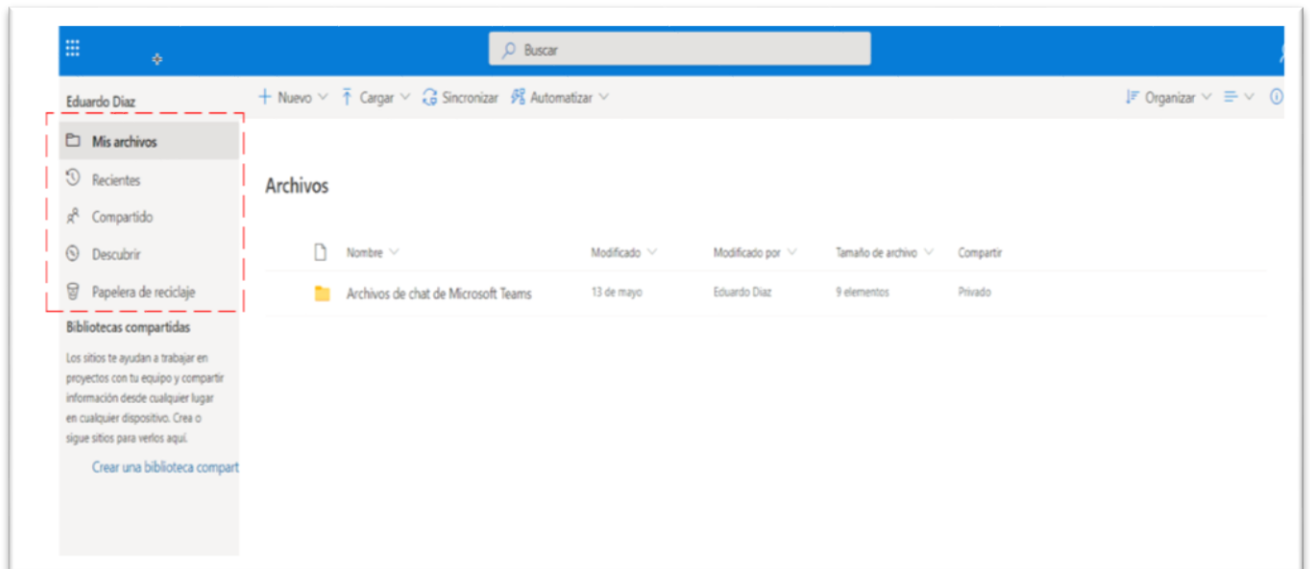 Buscar
Eduardo Diaz
Nuevo Cargar Sincronizar Automatizar Organizar
Mis archivos
Recientes
Compartido
Descubrir
Papelera de reciclaje
Bibliotecas compartidas
Los sitios te ayudan a trabajar en
proyectos con tu equipo y compartir
información desde cualquier lugar
en cualquier dispositivo. Crea o
sigue sitios para verlos aquí.
Crear una biblioteca compart
Archivos
Nombre Modificado Modificado por Tamaño de archivo Compartir
Archivos de chat de Microsoft Teams 13 de mayo Eduardo Diaz 9 elementos Privado